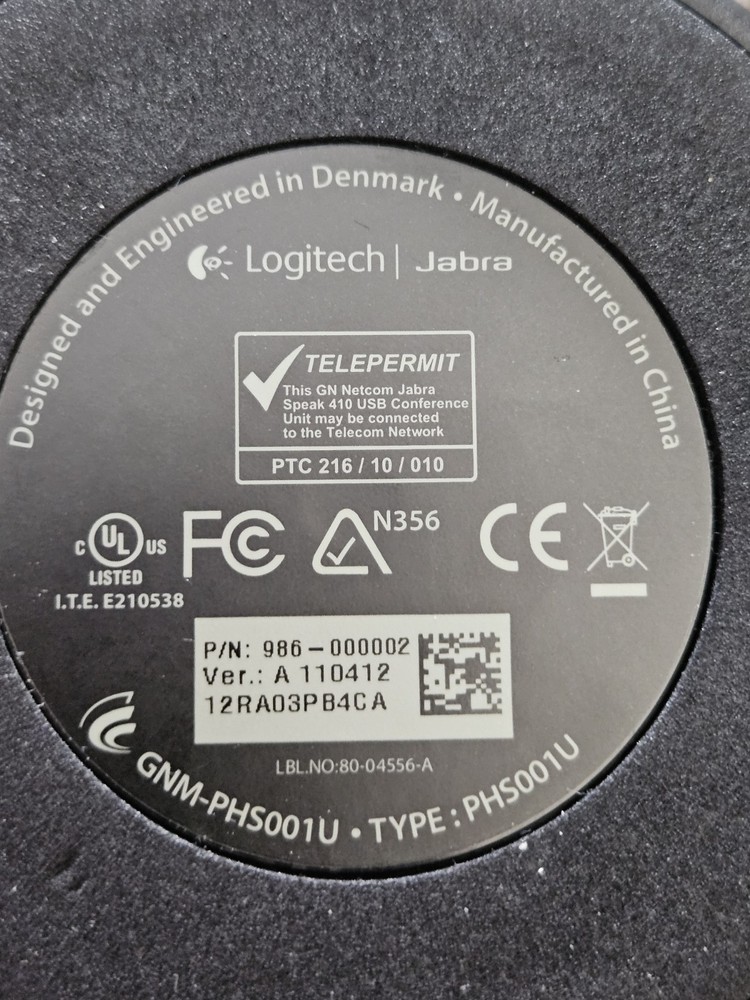 Designed and Engineered in Denmark • Manufactured in China
Logitech | Jabra
TELEPERMIT
This GN Netcom Jabra
Speak 410 USB Conference
Unit may be connected
to the Telecom Network
PTC 216 / 10 / 010
C UL US
LISTED
I.T.E. E210538
FC
N356
CE
P/N: 986-000002
Ver.: A 110412
12RA03PB4CA
LBL.NO:80-04556-A
GNM-PHS001U • TYPE : PHS001U